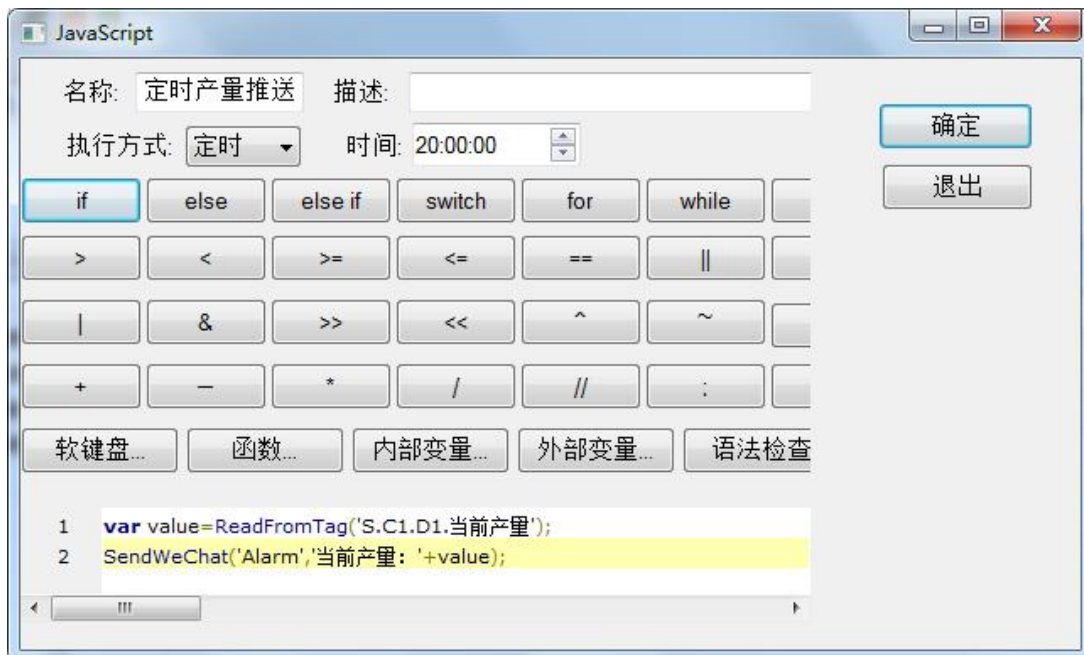 JavaScript
名称: 定时产量推送 描述:
确定
执行方式: 定时 时间: 20:00:00
退出
if else else if switch for while
> < >= <= == ||
| & >> << ^ ~
+ – * / // :
软键盘... 函数... 内部变量... 外部变量... 语法检查
1 var value=ReadFromTag('S.C1.D1.当前产量');
2 SendWeChat('Alarm','当前产量：'+value);